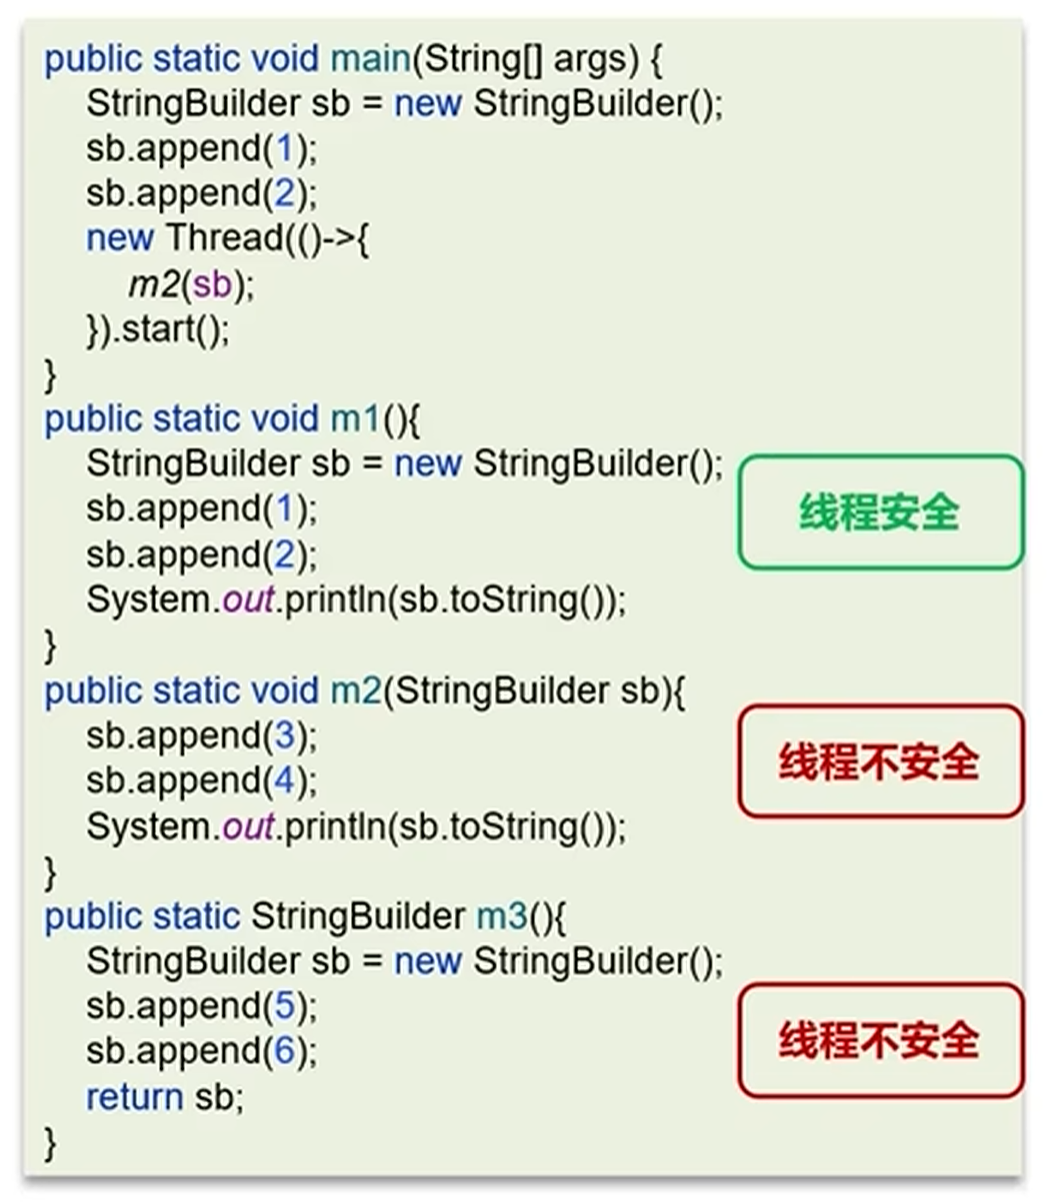 public static void main(String[] args) {
StringBuilder sb = new StringBuilder();
sb.append(1);
sb.append(2);
new Thread(()->{
m2(sb);
}).start();
}
public static void m1(){
StringBuilder sb = new StringBuilder();
sb.append(1);
线程安全
sb.append(2);
System.out.println(sb.toString());
}
public static void m2(StringBuilder sb){
sb.append(3);
线程不安全
sb.append(4);
System.out.println(sb.toString());
}
public static StringBuilder m3(){
StringBuilder sb = new StringBuilder();
sb.append(5);
线程不安全
sb.append(6);
return sb;
}